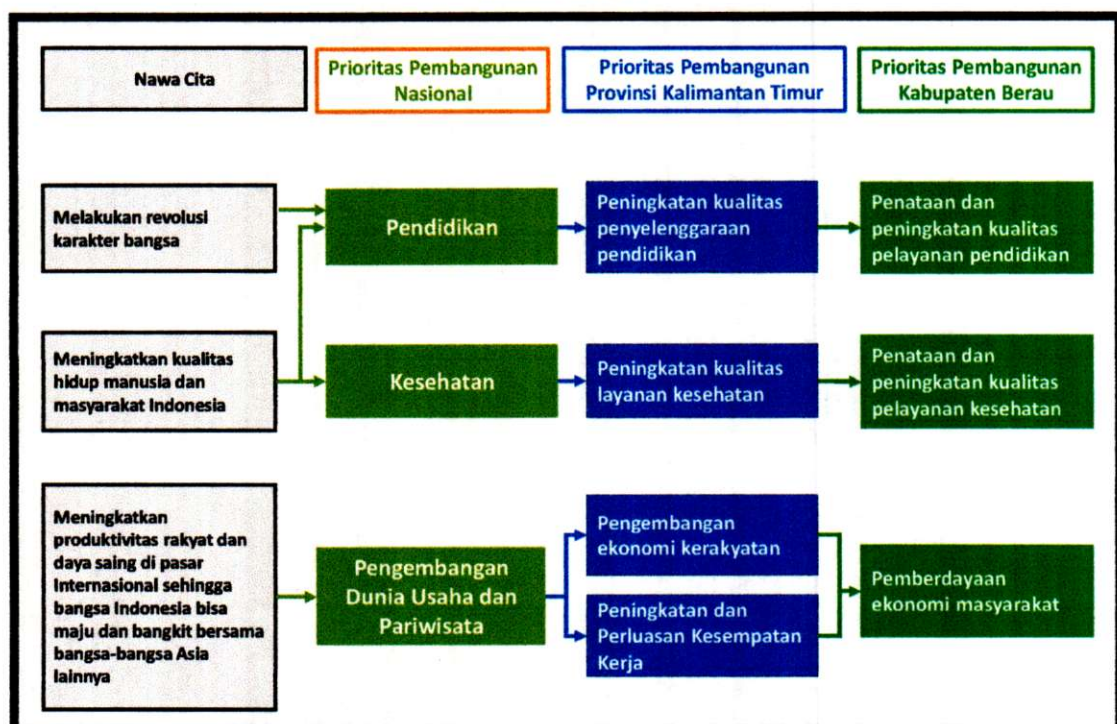 Nawa Cita
Prioritas Pembangunan
Nasional
Prioritas Pembangunan
Provinsi Kalimantan Timur
Prioritas Pembangunan
Kabupaten Berau
Melakukan revolusi
karakter bangsa
Pendidikan
Peningkatan kualitas
penyelenggaraan
pendidikan
Penataan dan
peningkatan kualitas
pelayanan pendidikan
Meningkatkan kualitas
hidup manusia dan
masyarakat Indonesia
Kesehatan
Peningkatan kualitas
layanan kesehatan
Penataan dan
peningkatan kualitas
pelayanan kesehatan
Meningkatkan
produktivitas rakyat dan
daya saing di pasar
Internasional sehingga
bangsa Indonesia bisa
maju dan bangkit bersama
bangsa-bangsa Asia
lainnya
Pengembangan
Dunia Usaha dan
Pariwisata
Pengembangan
ekonomi kerakyatan
Peningkatan dan
Perluasan Kesempatan
Kerja
Pemberdayaan
ekonomi masyarakat